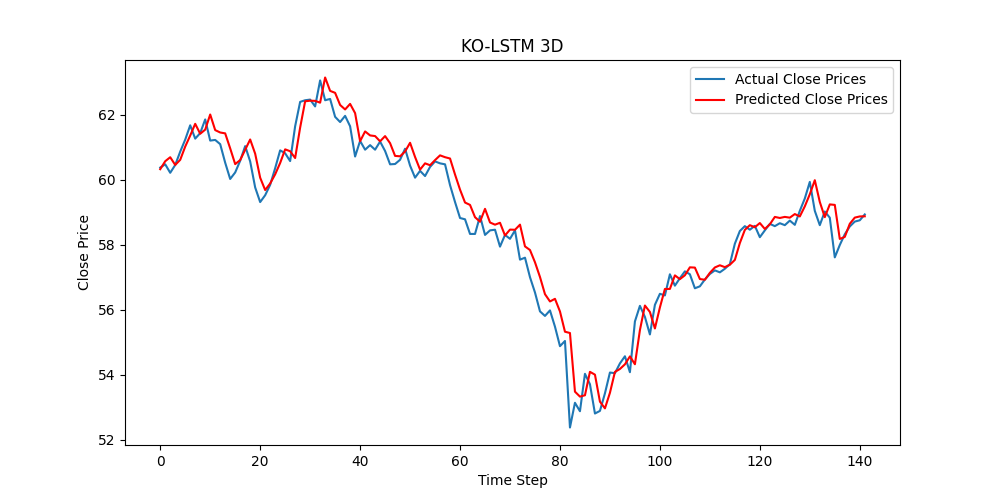 KO-LSTM 3D
Actual Close Prices
Predicted Close Prices
Close Price
62
60
58
56
54
52
0 20 40 60 80 100 120 140
Time Step